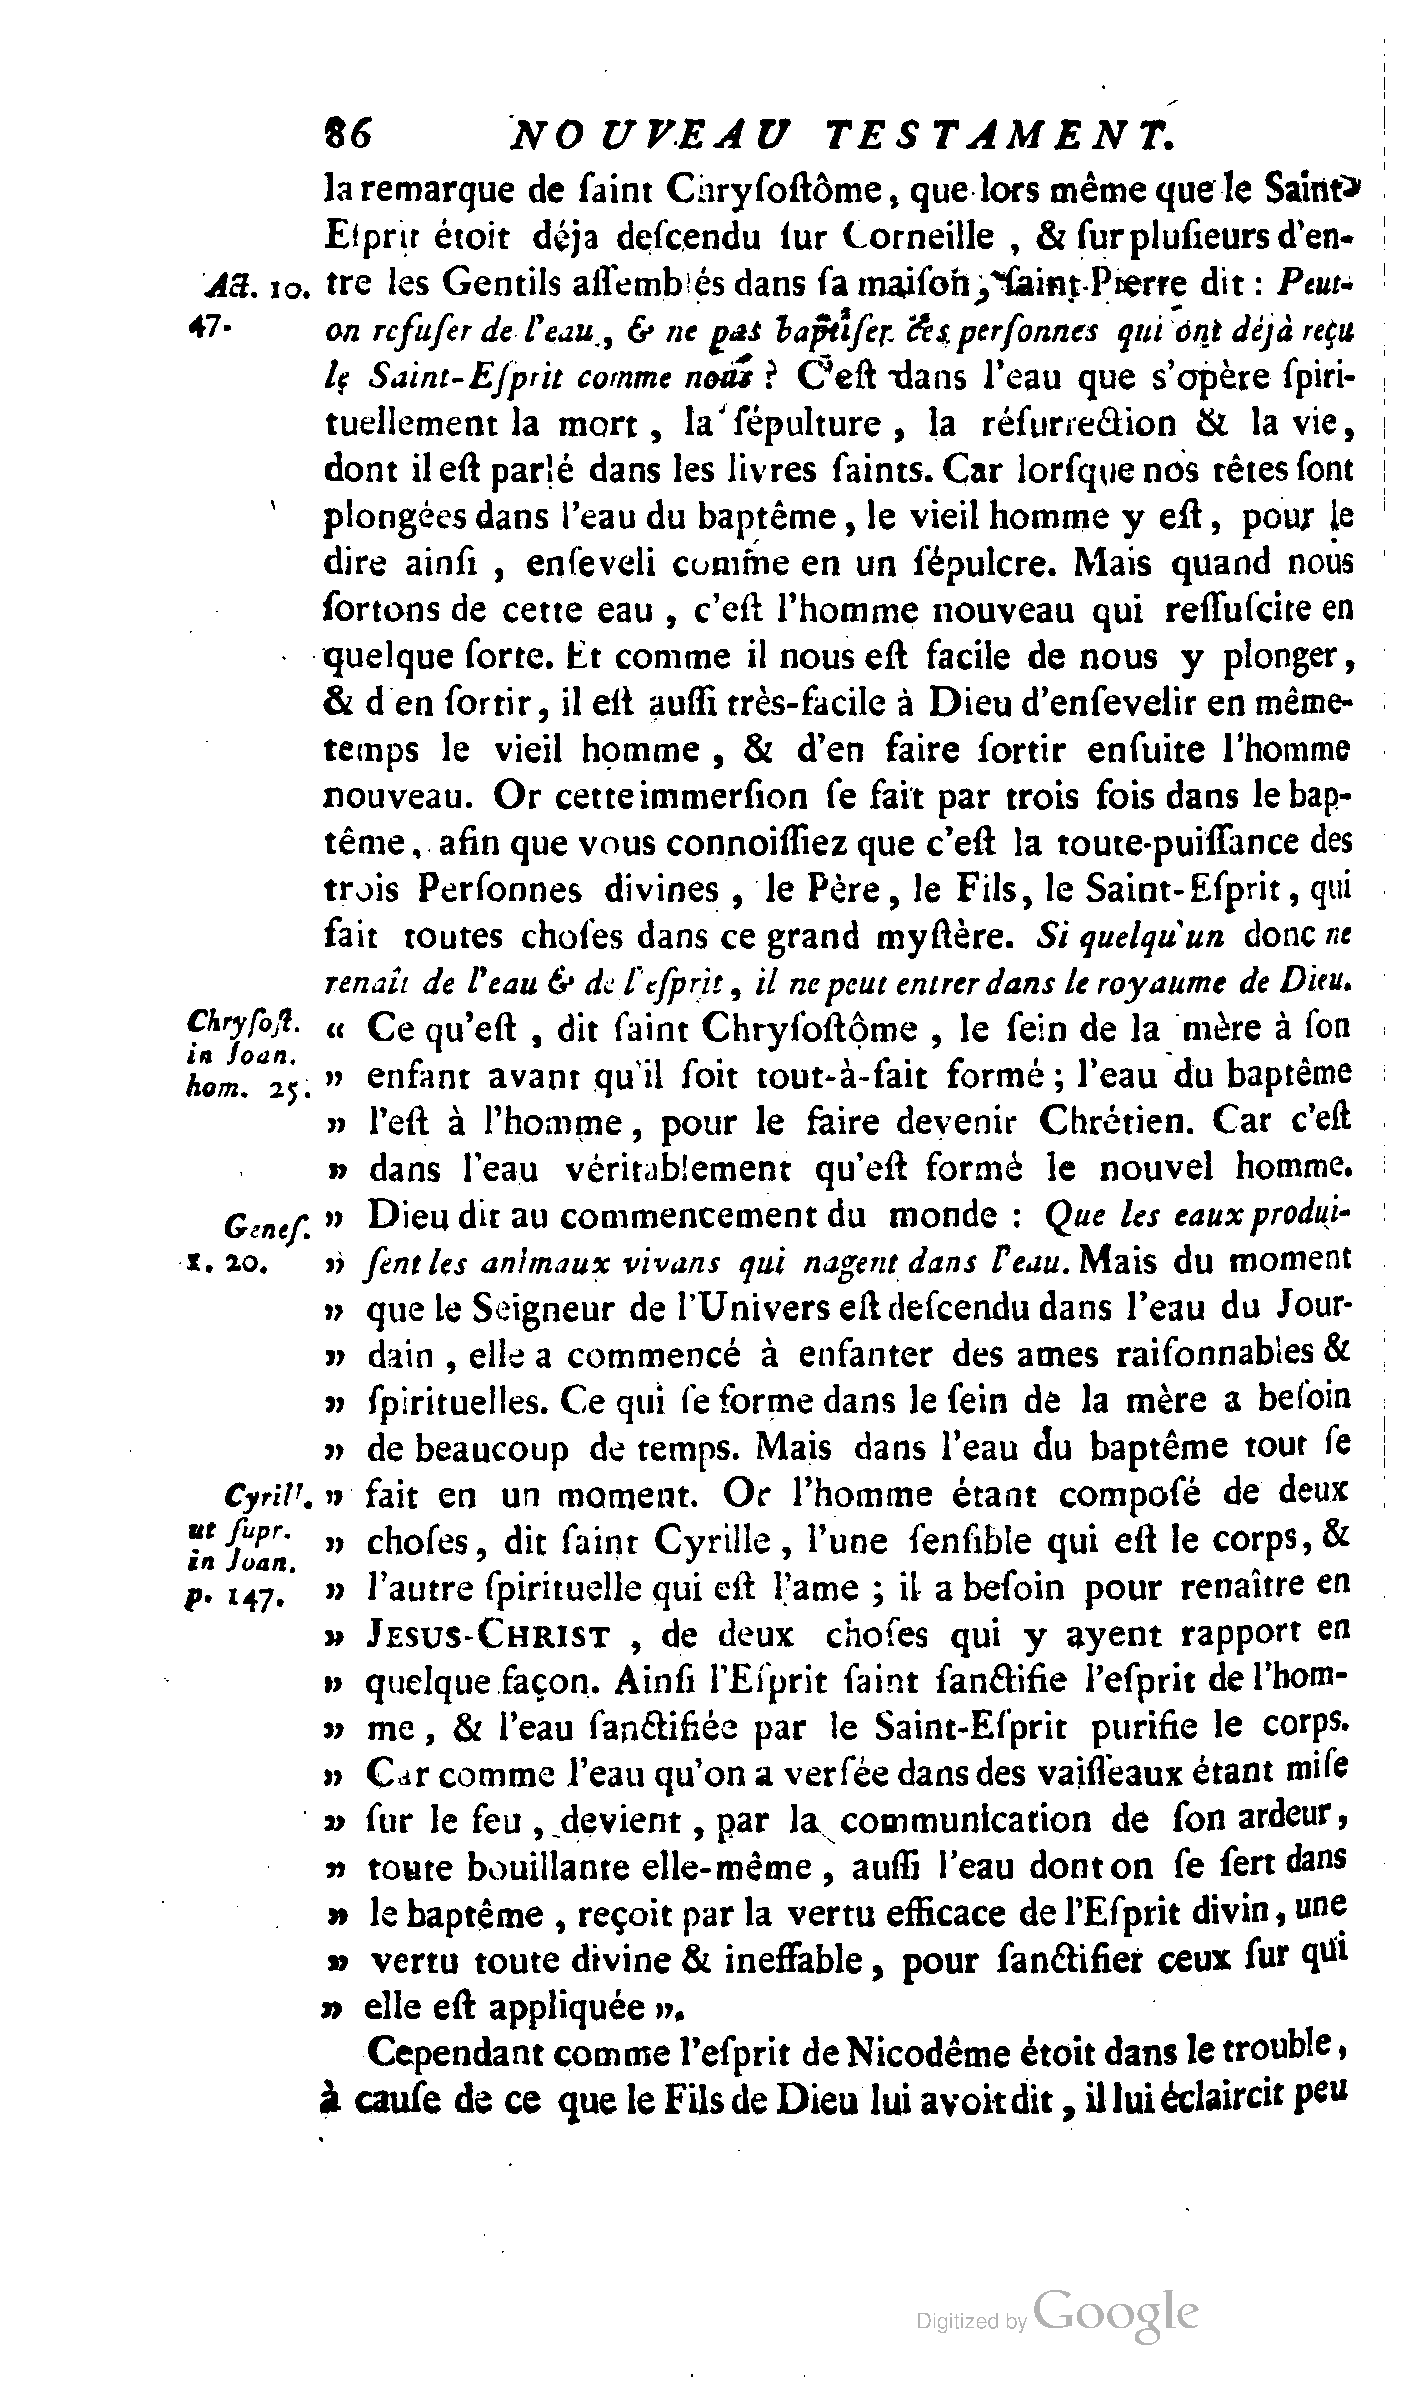 86 NOUVEAU TESTAMENT.
la remarque de ſaint Chryſoſtôme, que lors même que le Saint-
Eſprit étoit déja deſcendu ſur Corneille , & ſur pluſieurs d'en-
Act. 10. tre les Gentils aſſemblés dans ſa maiſon, ſaint Pierre dit : Peut-
47. on refuſer de l'eau, & ne pas baptiſer des perſonnes qui ont déjà reçu
le Saint-Eſprit comme nous ? C'eſt dans l'eau que s'opère ſpiri-
tuellement la mort , la ſépulture , la réſurrection & la vie,
dont il eſt parlé dans les livres ſaints. Car lorſque nos têtes ſont
plongées dans l'eau du baptême, le vieil homme y eſt, pour le
dire ainſi , enſeveli comme en un ſépulcre. Mais quand nous
ſortons de cette eau , c'eſt l'homme nouveau qui reſſuſcite en
quelque ſorte. Et comme il nous eſt facile de nous y plonger,
& d'en ſortir, il eſt auſſi très-facile à Dieu d'enſevelir en même-
temps le vieil homme , & d'en faire ſortir enſuite l'homme
nouveau. Or cette immerſion ſe fait par trois fois dans le bap-
tême, afin que vous connoiſſiez que c'eſt la toute-puiſſance des
trois Perſonnes divines , le Père, le Fils, le Saint-Eſprit, qui
fait toutes choſes dans ce grand myſtère. Si quelqu'un donc ne
renaît de l'eau & de l'eſprit, il ne peut entrer dans le royaume de Dieu.
Chryſoſt. « Ce qu'eſt , dit ſaint Chryſoſtôme , le ſein de la mère à ſon
in Joan.
hom. 25. » enfant avant qu'il ſoit tout-à-fait formé ; l'eau du baptême
» l'eſt à l'homme, pour le faire devenir Chrétien. Car c'eſt
» dans l'eau véritablement qu'eſt formé le nouvel homme.
Geneſ. » Dieu dit au commencement du monde : Que les eaux produi-
1. 20. » ſent les animaux vivans qui nagent dans l'eau. Mais du moment
» que le Seigneur de l'Univers eſt deſcendu dans l'eau du Jour-
» dain , elle a commencé à enfanter des ames raiſonnables &
» ſpirituelles. Ce qui ſe forme dans le ſein de la mère a beſoin
» de beaucoup de temps. Mais dans l'eau du baptême tout ſe
Cyrill. » fait en un moment. Or l'homme étant compoſé de deux
ut ſupr. » choſes, dit ſaint Cyrille, l'une ſenſible qui eſt le corps, &
in Joan.
p. 147. » l'autre ſpirituelle qui eſt l'ame ; il a beſoin pour renaître en
» JESUS-CHRIST , de deux choſes qui y ayent rapport en
» quelque façon. Ainſi l'Eſprit ſaint ſanctifie l'eſprit de l'hom-
» me, & l'eau ſanctifiée par le Saint-Eſprit purifie le corps.
» Car comme l'eau qu'on a verſée dans des vaiſſeaux étant miſe
» ſur le feu , devient , par la communication de ſon ardeur,
» toute bouillante elle-même, auſſi l'eau dont on ſe ſert dans
» le baptême , reçoit par la vertu efficace de l'Eſprit divin, une
» vertu toute divine & ineffable, pour ſanctifier ceux ſur qui
» elle eſt appliquée ».
Cependant comme l'eſprit de Nicodême étoit dans le trouble,
à cauſe de ce que le Fils de Dieu lui avoit dit, il lui éclaircit peu
Digitized by Google